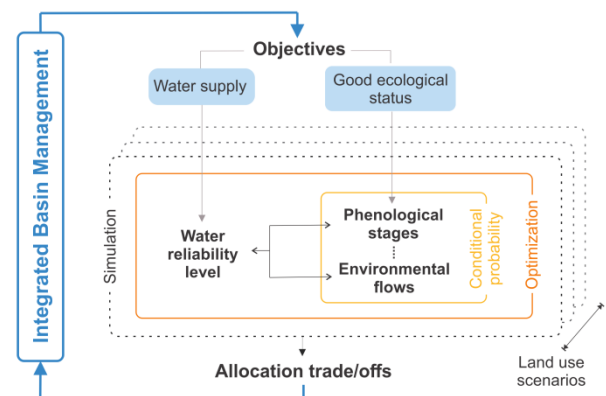 Integrated Basin Management
Objectives
Water supply
Good ecological
status
Simulation
Water
reliability
level
Phenological
stages
Environmental
flows
Conditional
probability
Optimization
Allocation trade/offs
Land use
scenarios